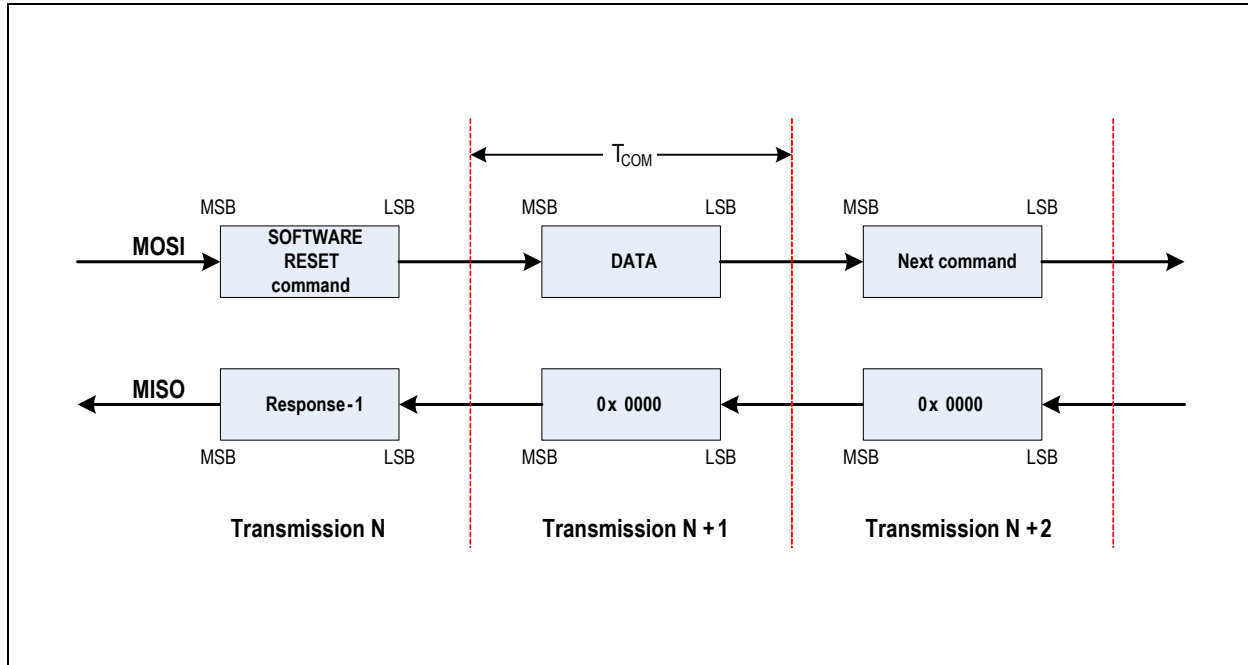 TCOM
MSB LSB MSB LSB MSB LSB
MOSI
SOFTWARE
RESET
command
DATA
Next command
MISO
Response-1
0x 0000
0x 0000
MSB LSB MSB LSB MSB LSB
Transmission N Transmission N+1 Transmission N+2